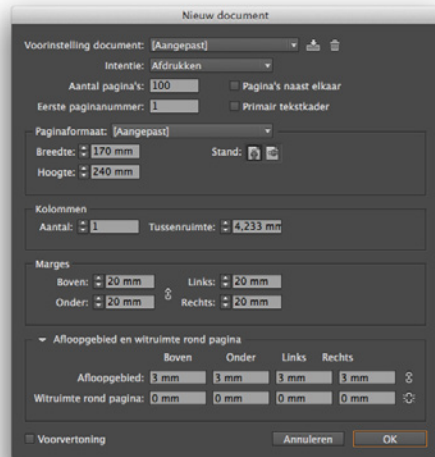 Nieuw document
Voorinstelling document: [Aangepast]
Intentie: Afdrukken
Aantal pagina's: 100 Pagina's naast elkaar
Eerste paginanummer: 1 Primair tekstkader
Paginaformaat: [Aangepast]
Breedte: 170 mm Stand:
Hoogte: 240 mm
Kolommen
Aantal: 1 Tussenruimte: 4,233 mm
Marges
Boven: 20 mm Links: 20 mm
Onder: 20 mm Rechts: 20 mm
Afloopgebied en witruimte rond pagina
Boven Onder Links Rechts
Afloopgebied: 3 mm 3 mm 3 mm 3 mm
Witruimte rond pagina: 0 mm 0 mm 0 mm 0 mm
Voorvertoning Annuleren OK